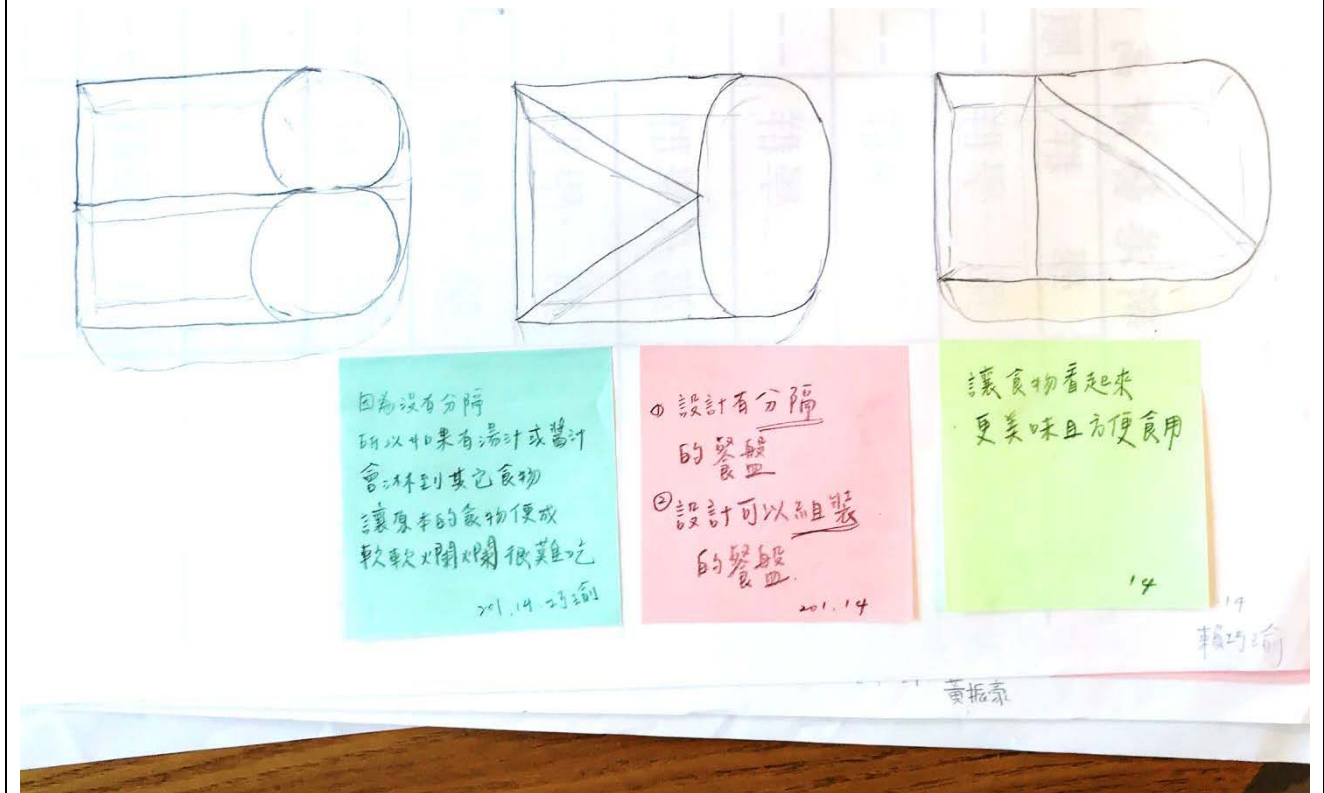 因為沒有分隔
所以如果有湯汁或醬汁
會淋到其它食物
讓原本的食物便成
軟軟爛爛很難吃
201.14.巧瑜
① 設計有分隔
的餐盤
② 設計可以組裝
的餐盤.
201.14
讓食物看起來
更美味且方便食用
14
14
賴巧瑜
黃振豪